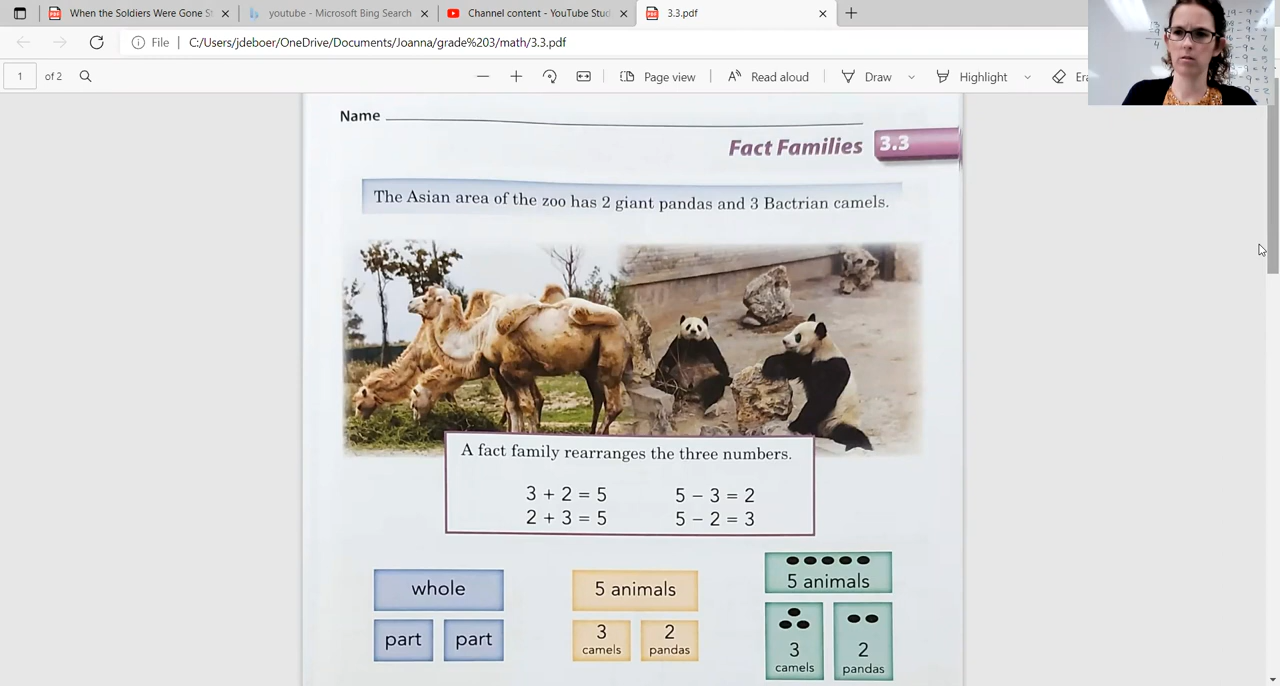 When the Soldiers Were Gone
youtube - Microsoft Bing Search
Channel content - YouTube Stud
3.3.pdf
File | C:/Users/jdeboer/OneDrive/Documents/Joanna/grade%203/math/3.3.pdf
1 of 2
Page view
Read aloud
Draw
Highlight
Era
Name
Fact Families 3.3
The Asian area of the zoo has 2 giant pandas and 3 Bactrian camels.
A fact family rearranges the three numbers.
3 + 2 = 5 5 − 3 = 2
2 + 3 = 5 5 − 2 = 3
whole
part part
5 animals
3 camels
2 pandas
5 animals
3 camels
2 pandas